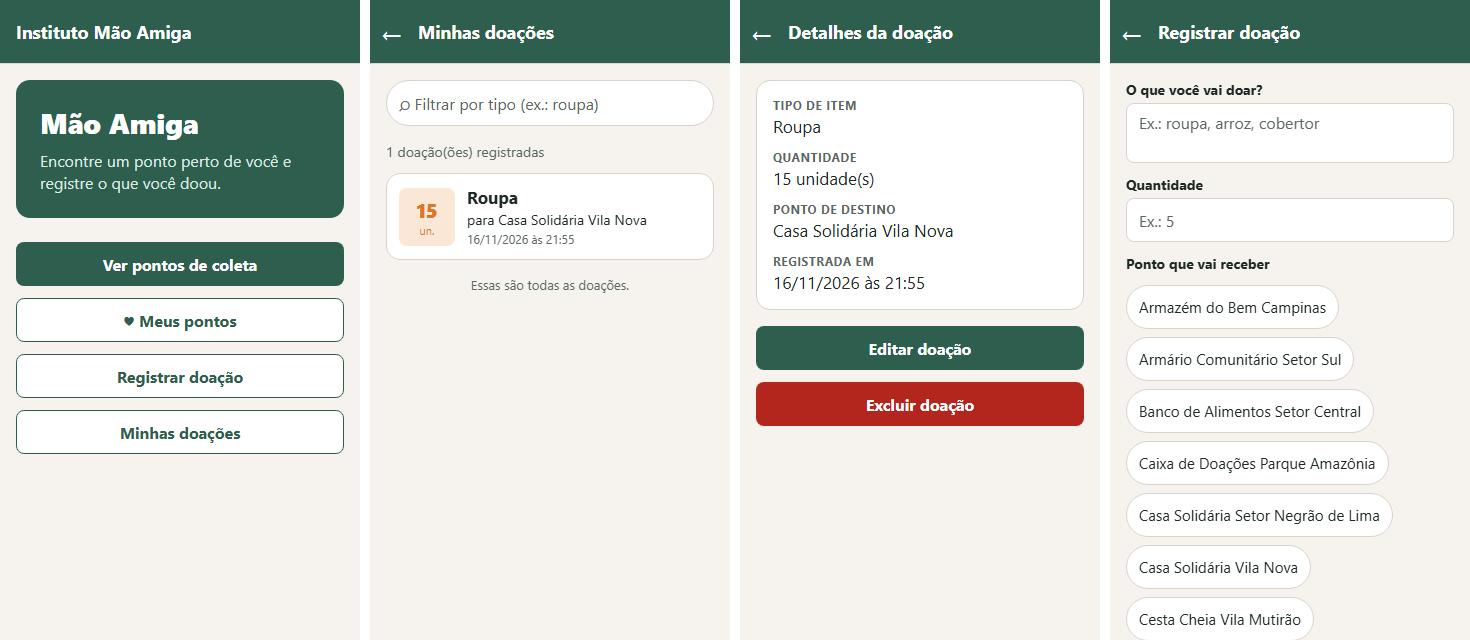 Instituto Mão Amiga
Mão Amiga
Encontre um ponto perto de você e
registre o que você doou.
Ver pontos de coleta
♥ Meus pontos
Registrar doação
Minhas doações
← Minhas doações
⌕ Filtrar por tipo (ex.: roupa)
1 doação(ões) registradas
15
un.
Roupa
para Casa Solidária Vila Nova
16/11/2026 às 21:55
Essas são todas as doações.
← Detalhes da doação
TIPO DE ITEM
Roupa
QUANTIDADE
15 unidade(s)
PONTO DE DESTINO
Casa Solidária Vila Nova
REGISTRADA EM
16/11/2026 às 21:55
Editar doação
Excluir doação
← Registrar doação
O que você vai doar?
Ex.: roupa, arroz, cobertor
Quantidade
Ex.: 5
Ponto que vai receber
Armazém do Bem Campinas
Armário Comunitário Setor Sul
Banco de Alimentos Setor Central
Caixa de Doações Parque Amazônia
Casa Solidária Setor Negrão de Lima
Casa Solidária Vila Nova
Cesta Cheia Vila Mutirão